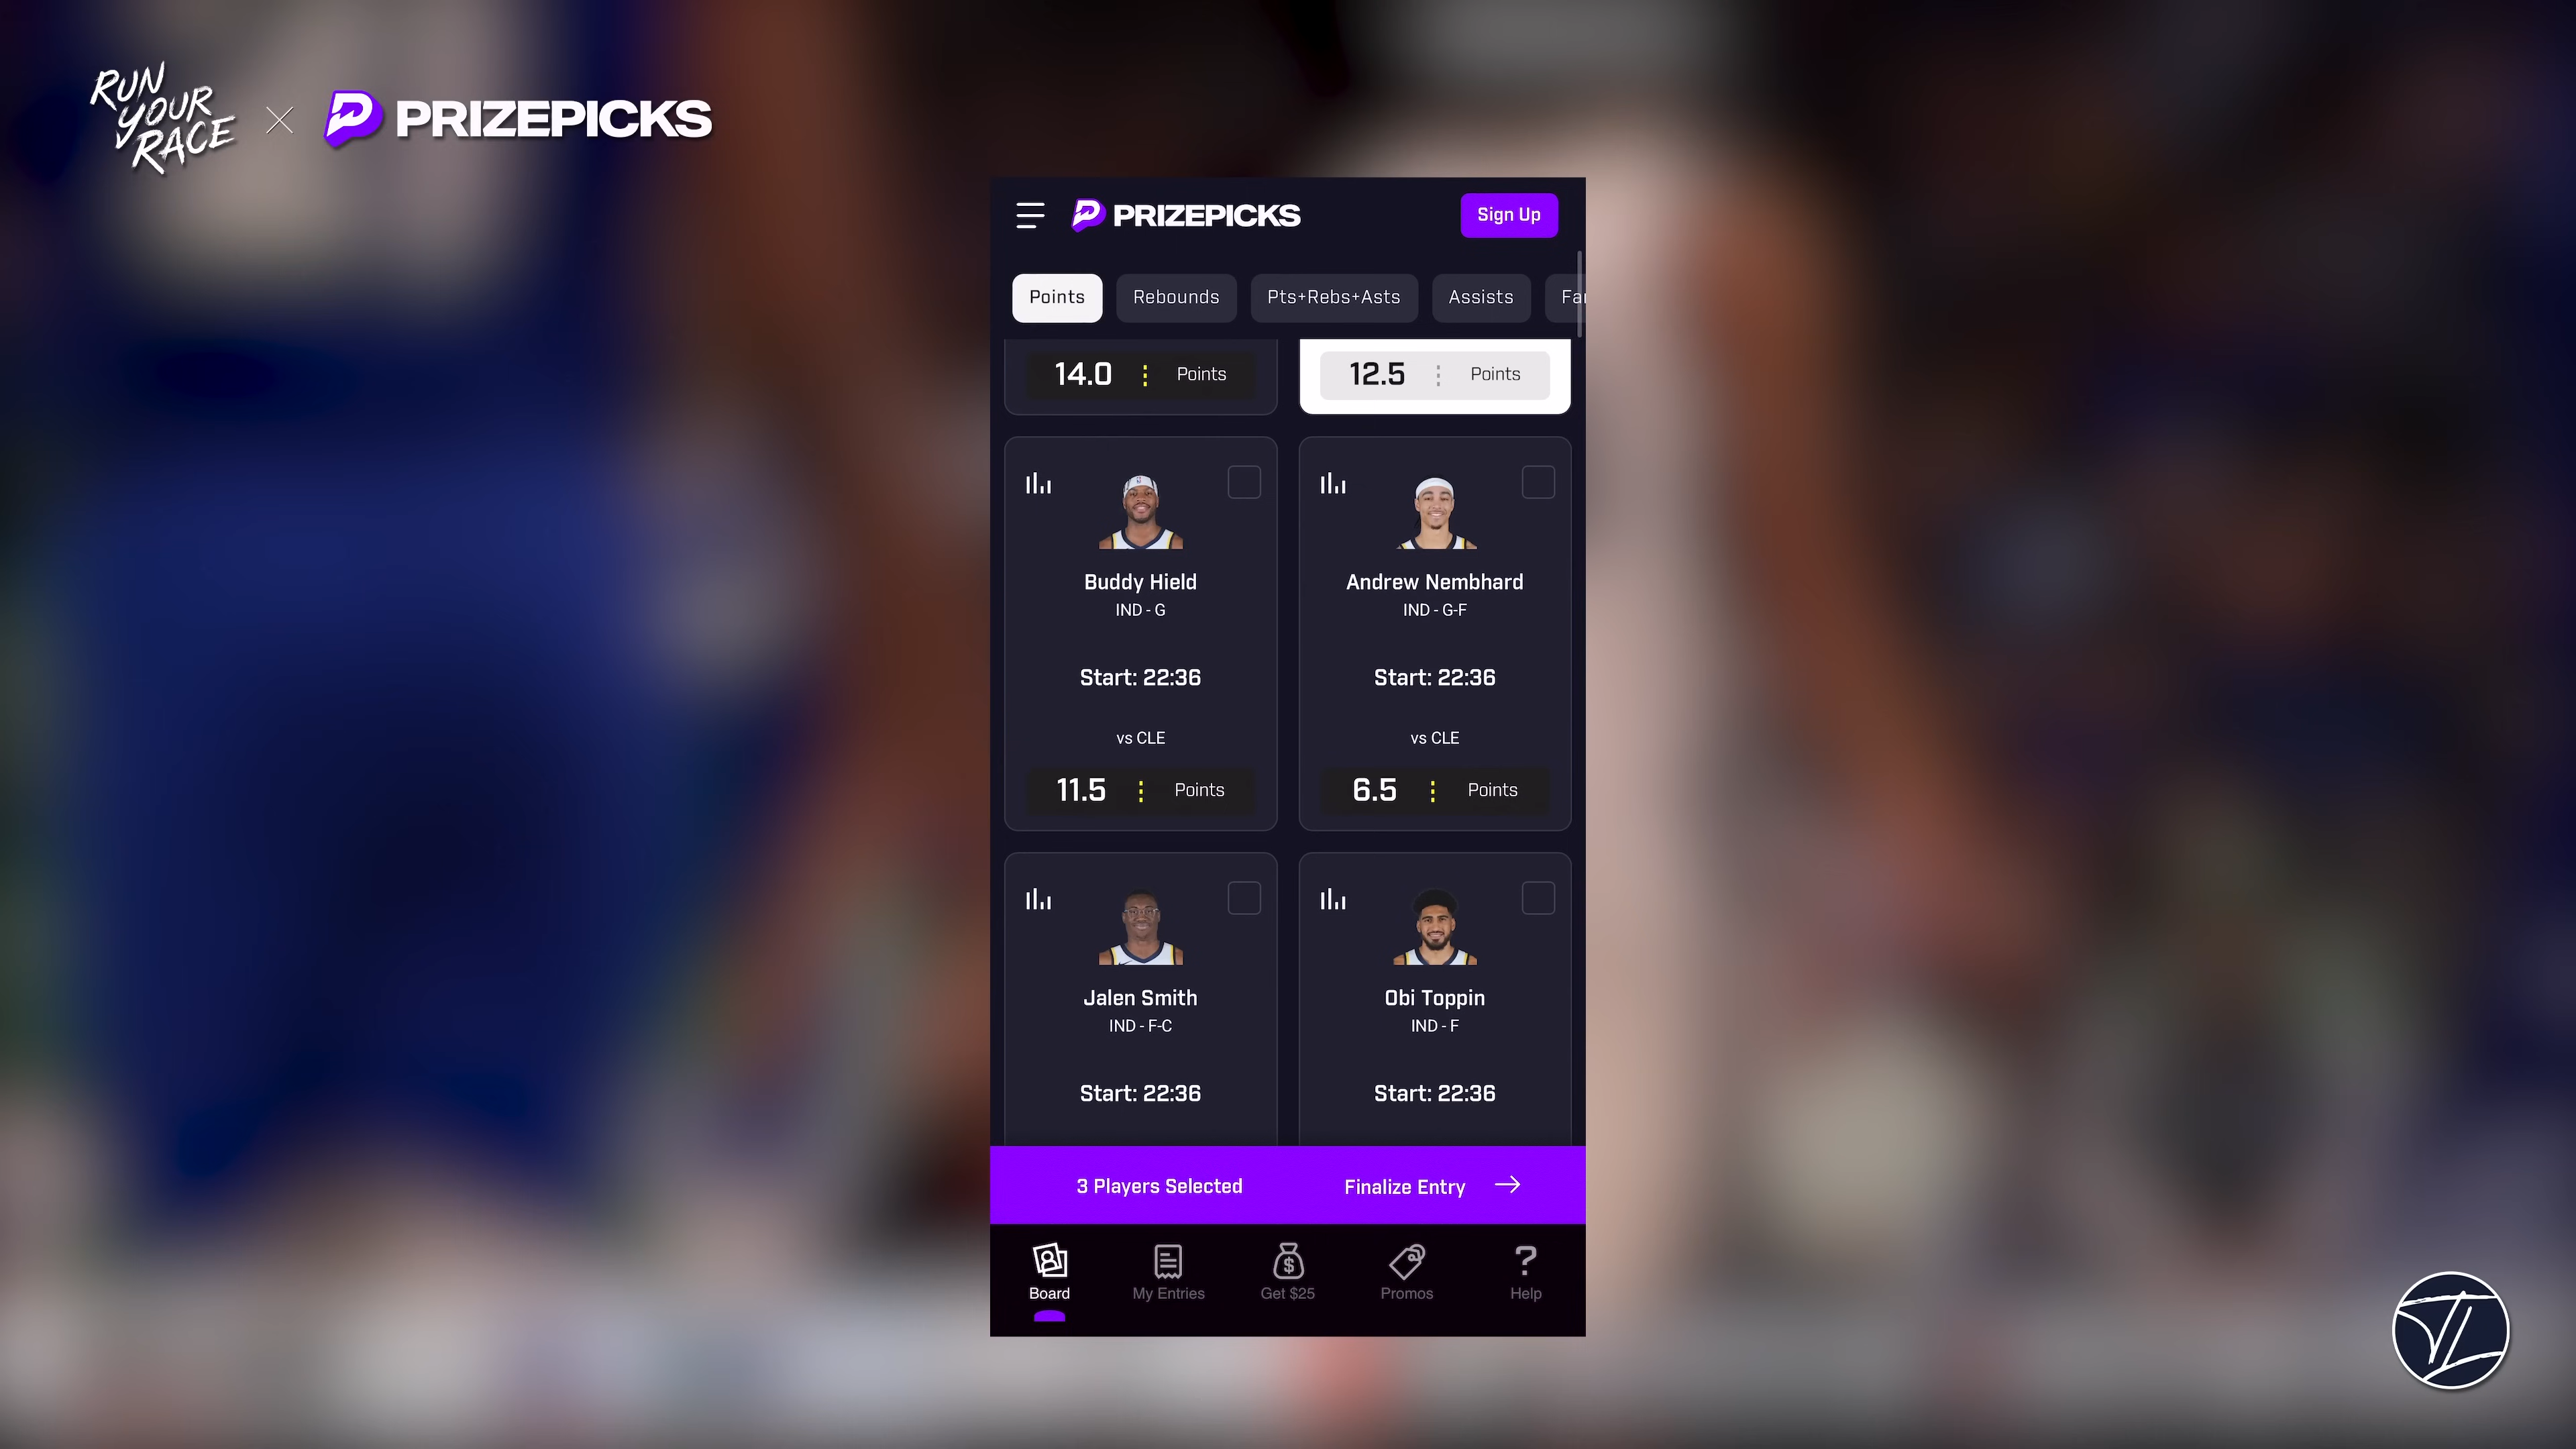 RUN
YOUR
RACE
PRIZEPICKS
PRIZEPICKS
Sign Up
Points
Rebounds
Pts+Rebs+Asts
Assists
14.0
Points
12.5
Points
Buddy Hield
IND - G
Start: 22:36
vs CLE
11.5
Points
Andrew Nembhard
IND - G-F
Start: 22:36
vs CLE
6.5
Points
Jalen Smith
IND - F-C
Start: 22:36
Obi Toppin
IND - F
Start: 22:36
3 Players Selected
Finalize Entry
Board
My Entries
Get $25
Promos
Help